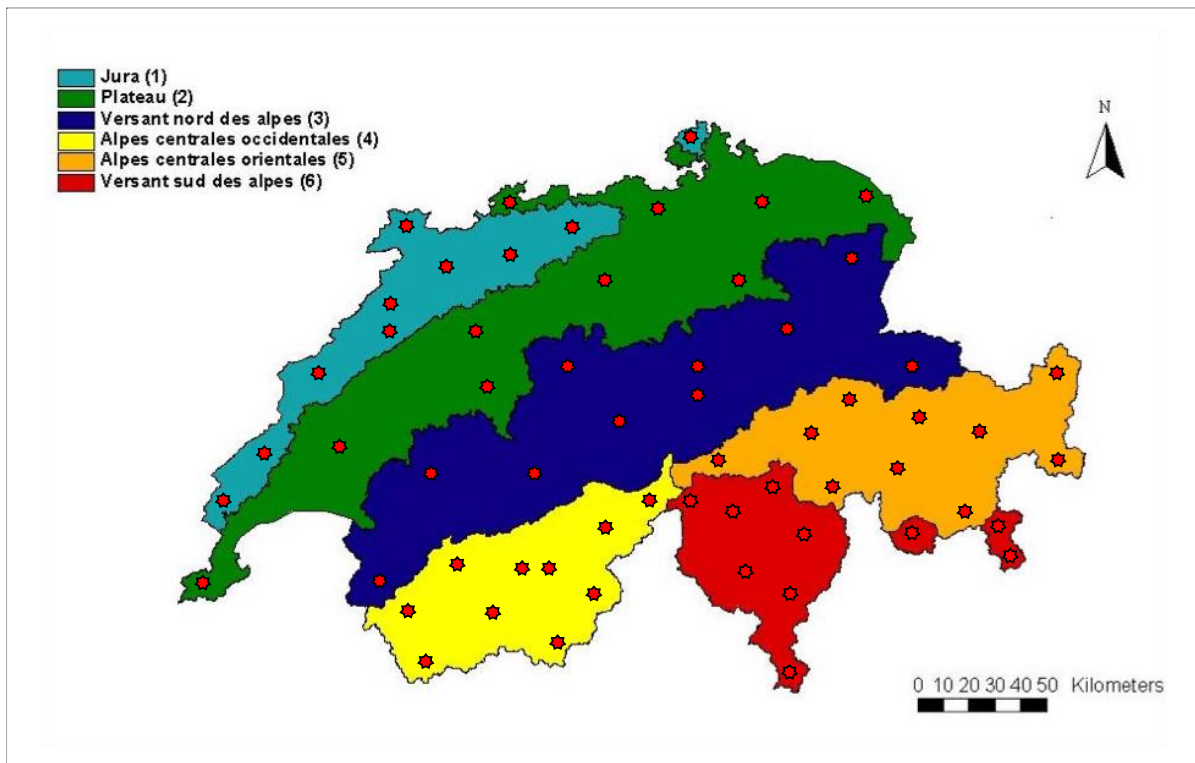 Jura (1)
Plateau (2)
Versant nord des alpes (3)
Alpes centrales occidentales (4)
Alpes centrales orientales (5)
Versant sud des alpes (6)
N
0 10 20 30 40 50 Kilometers